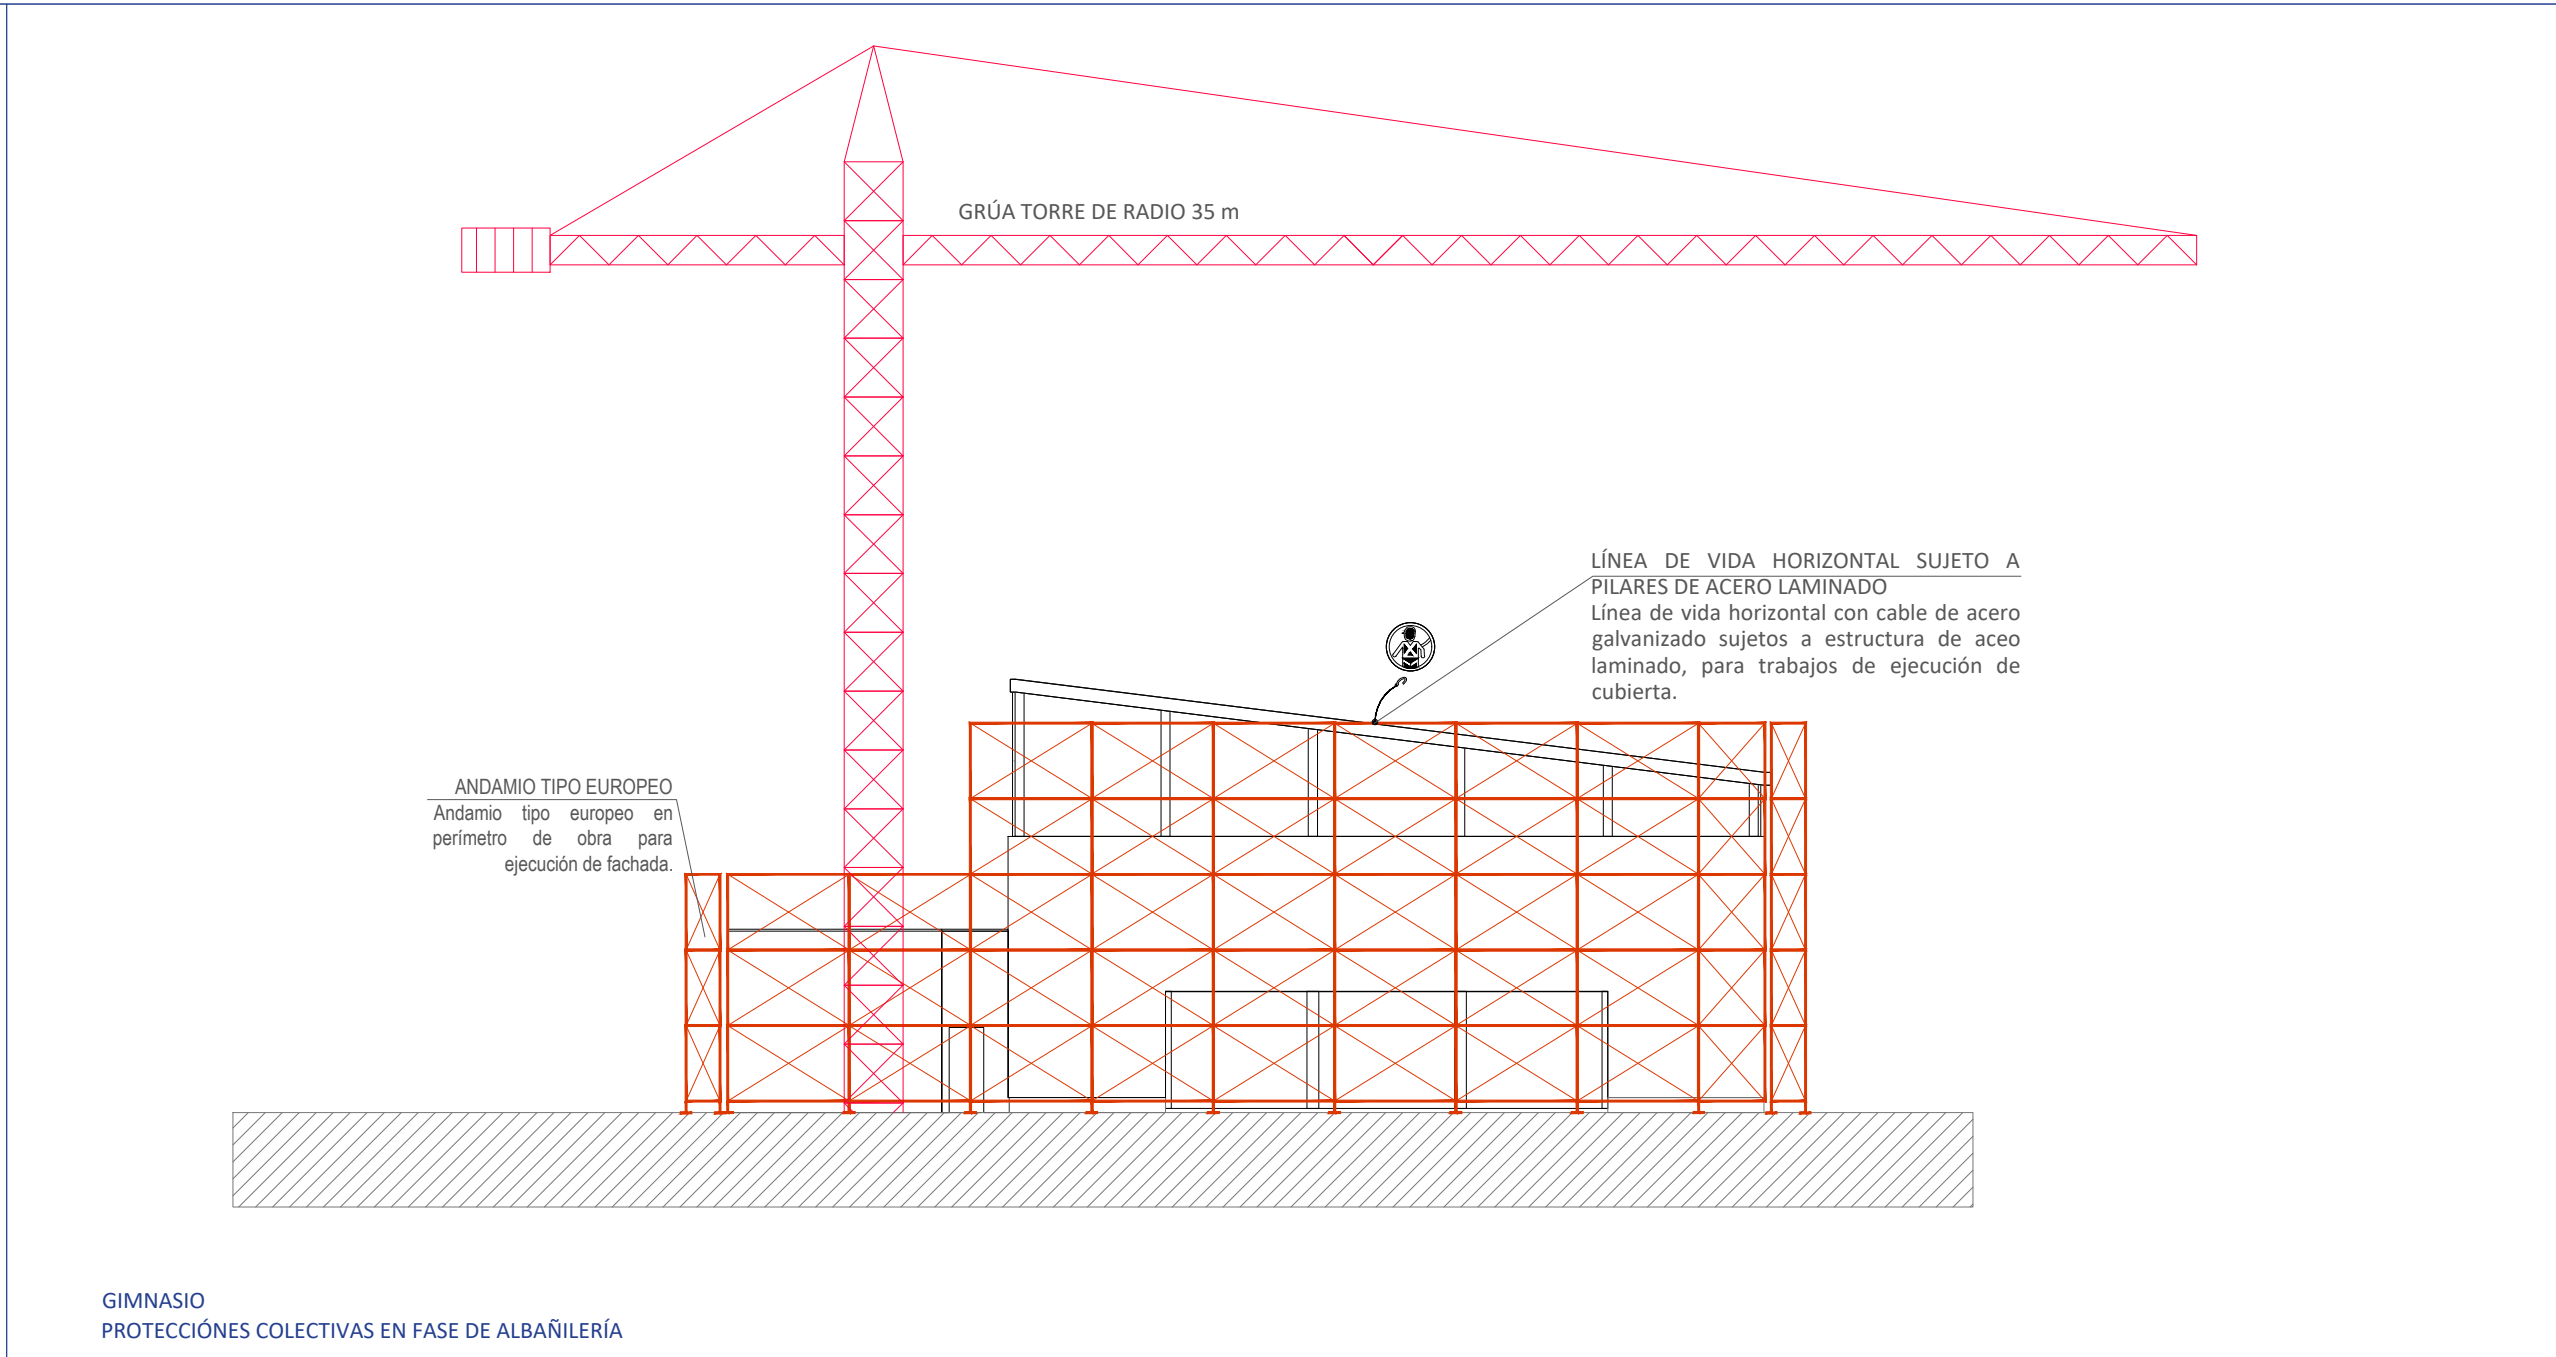 GRÚA TORRE DE RADIO 35 m
LÍNEA DE VIDA HORIZONTAL SUJETO A
PILARES DE ACERO LAMINADO
Línea de vida horizontal con cable de acero
galvanizado sujetos a estructura de aceo
laminado, para trabajos de ejecución de
cubierta.
ANDAMIO TIPO EUROPEO
Andamio tipo europeo en
perímetro de obra para
ejecución de fachada.
GIMNASIO
PROTECCIÓNES COLECTIVAS EN FASE DE ALBAÑILERÍA